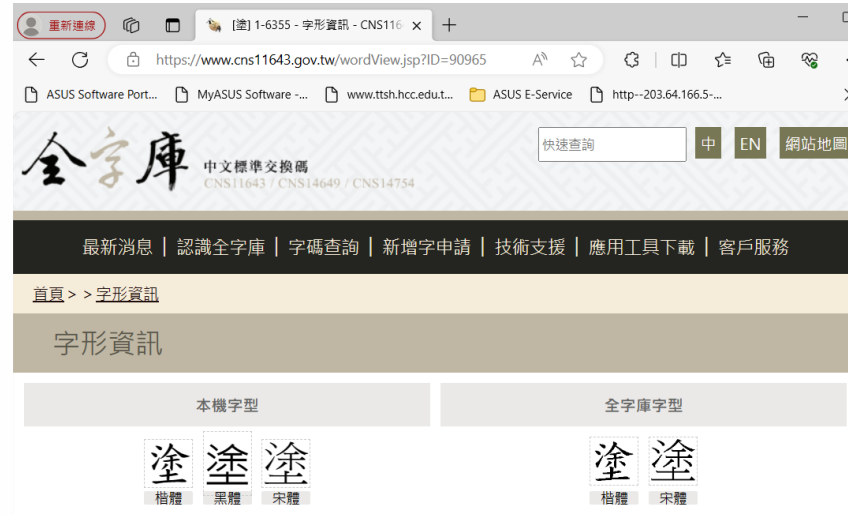 重新連線
[塗] 1-6355 - 字形資訊 - CNS116
https://www.cns11643.gov.tw/wordView.jsp?ID=90965
ASUS Software Port... MyASUS Software -... www.ttsh.hcc.edu.t... ASUS E-Service http--203.64.166.5-...
全字庫 中文標準交換碼
CNS11643 / CNS14649 / CNS14754
快速查詢 中 EN 網站地圖
最新消息 | 認識全字庫 | 字碼查詢 | 新增字申請 | 技術支援 | 應用工具下載 | 客戶服務
首頁 > > 字形資訊
字形資訊
本機字型 全字庫字型
塗 塗 塗 塗 塗
楷體 黑體 宋體 楷體 宋體